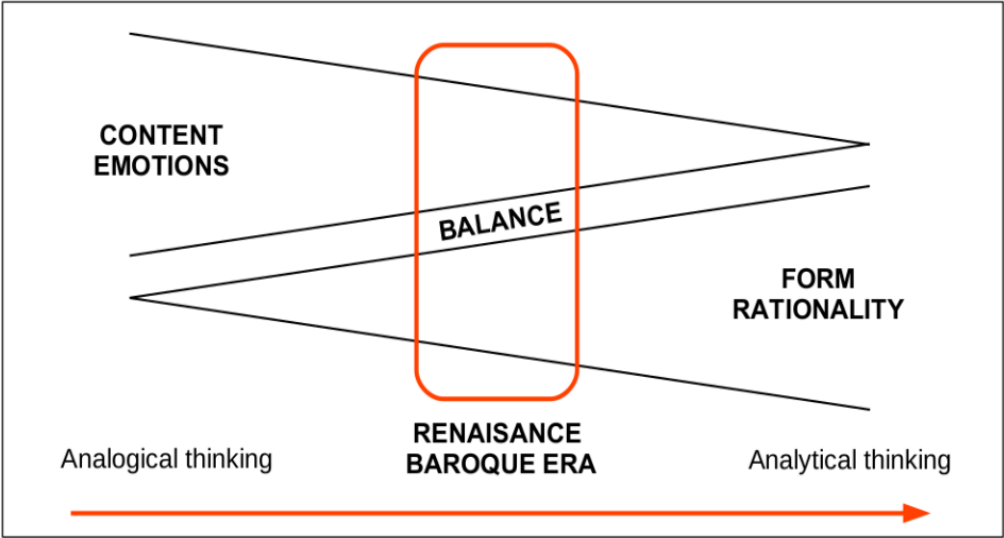 CONTENT
EMOTIONS
BALANCE
FORM
RATIONALITY
RENAISANCE
BAROQUE ERA
Analogical thinking
Analytical thinking